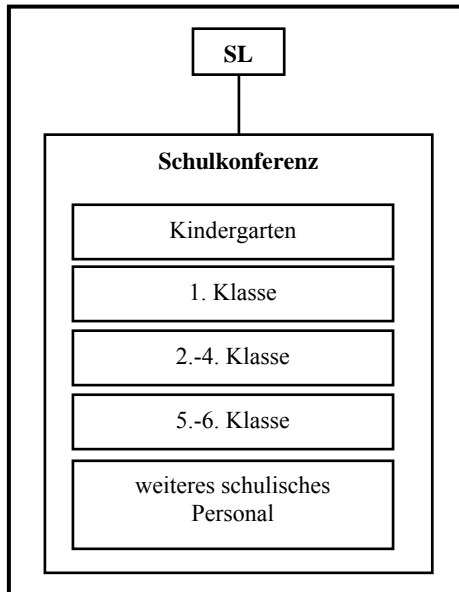 SL
Schulkonferenz
Kindergarten
1. Klasse
2.-4. Klasse
5.-6. Klasse
weiteres schulisches
Personal